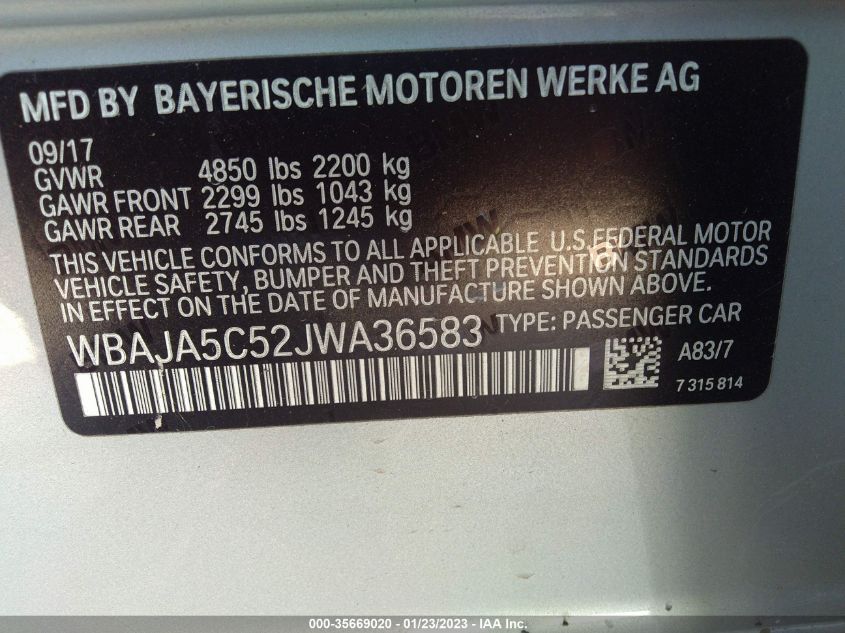 MFD BY BAYERISCHE MOTOREN WERKE AG
09/17
GVWR 4850 lbs 2200 kg
GAWR FRONT 2299 lbs 1043 kg
GAWR REAR 2745 lbs 1245 kg
THIS VEHICLE CONFORMS TO ALL APPLICABLE U.S. FEDERAL MOTOR
VEHICLE SAFETY, BUMPER AND THEFT PREVENTION STANDARDS
IN EFFECT ON THE DATE OF MANUFACTURE SHOWN ABOVE.
WBAJA5C52JWA36583 TYPE: PASSENGER CAR
A83/7
7 315 814
000-35669020 / 01/23/2023 - © IAA Inc.